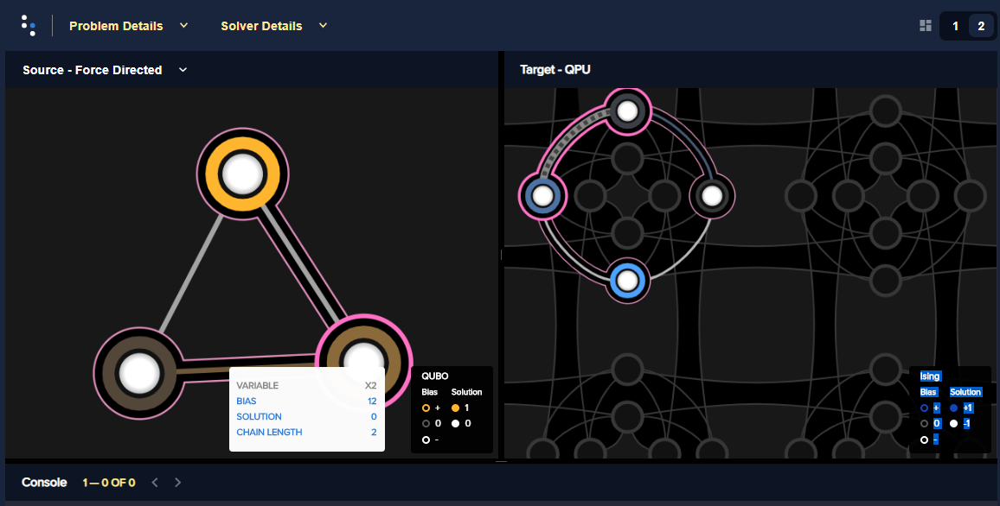 Problem Details
Solver Details
1 2
Source - Force Directed
Target - QPU
VARIABLE X2
BIAS 12
SOLUTION 0
CHAIN LENGTH 2
QUBO
Bias Solution
+ 1
0 0
-
Ising
Bias Solution
+ +1
0 -1
-
Console 1 — 0 OF 0